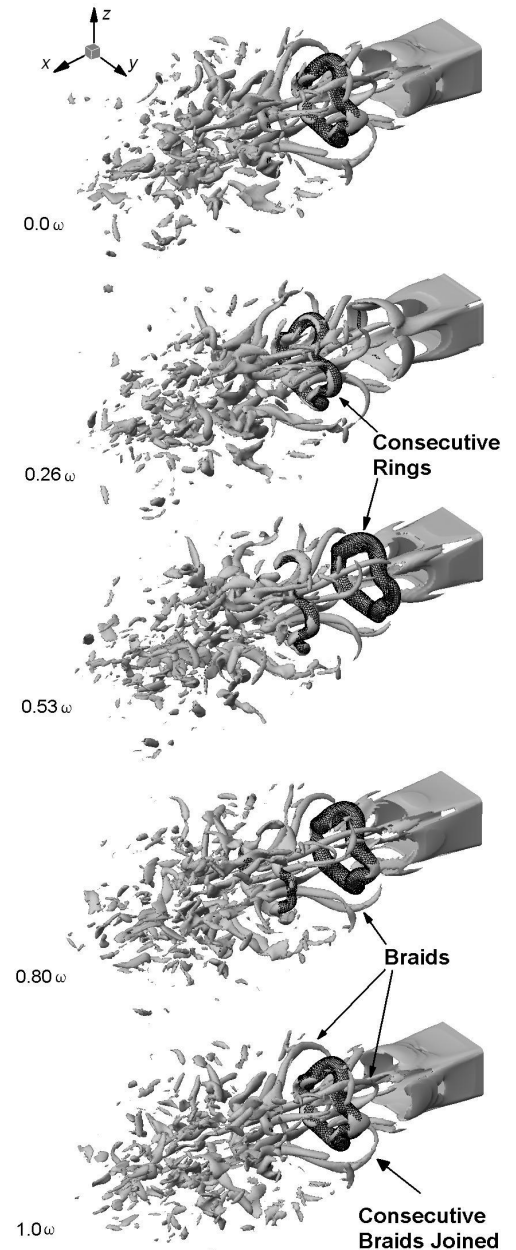 z
x
y
0.0 ω
0.26 ω
Consecutive
Rings
0.53 ω
0.80 ω
Braids
1.0 ω
Consecutive
Braids Joined